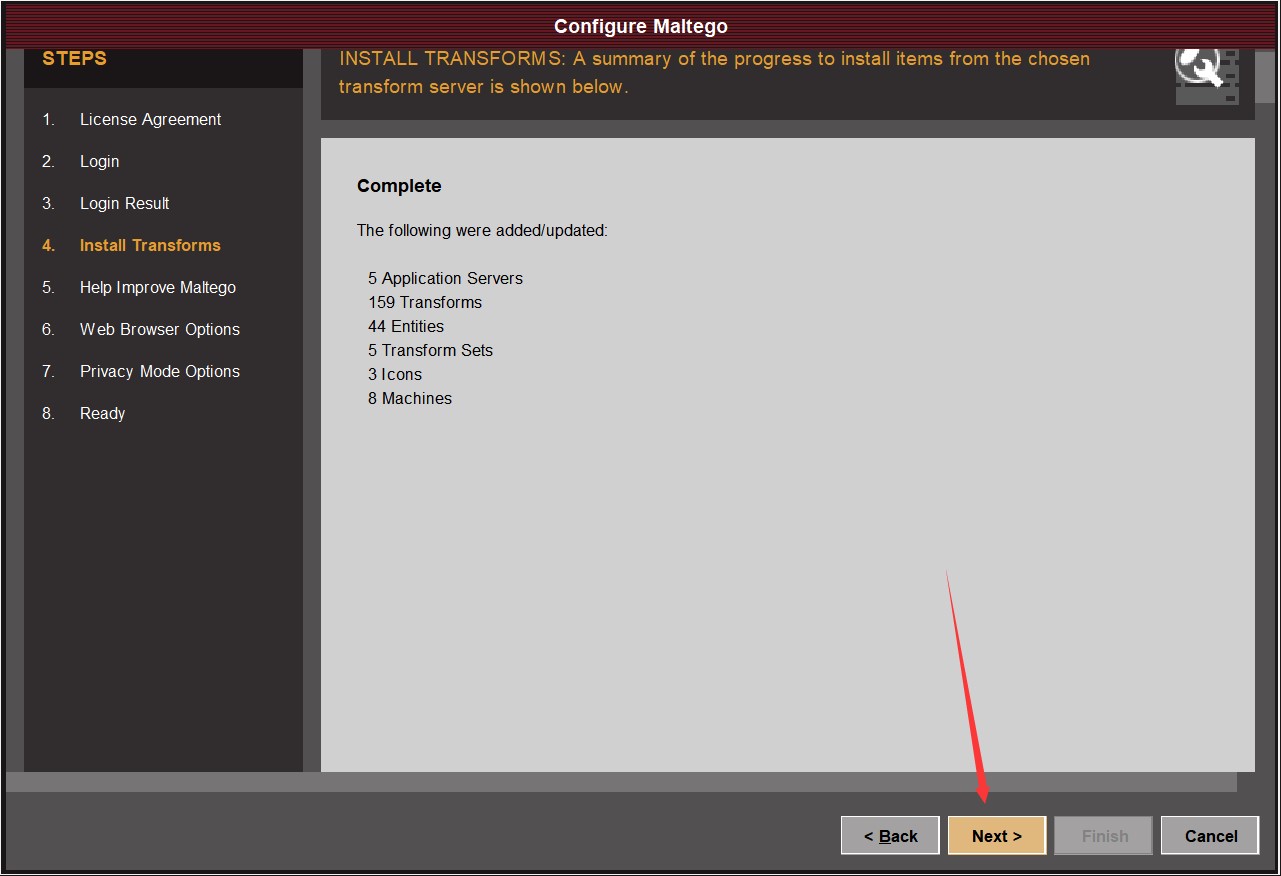 Configure Maltego
STEPS
1. License Agreement
2. Login
3. Login Result
4. Install Transforms
5. Help Improve Maltego
6. Web Browser Options
7. Privacy Mode Options
8. Ready
INSTALL TRANSFORMS: A summary of the progress to install items from the chosen
transform server is shown below.
Complete
The following were added/updated:
5 Application Servers
159 Transforms
44 Entities
5 Transform Sets
3 Icons
8 Machines
< Back
Next >
Finish
Cancel